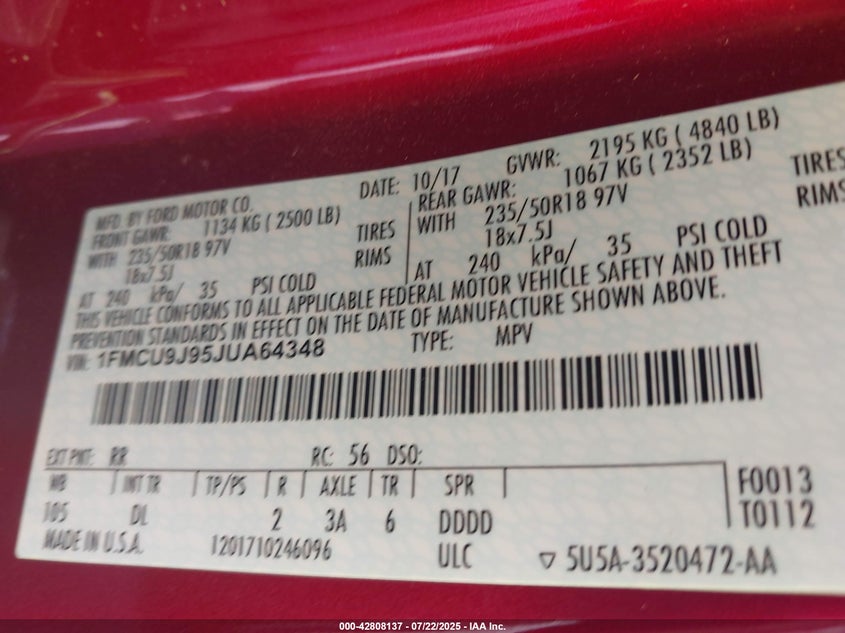 MFD. BY FORD MOTOR CO.
DATE: 10/17
GVWR: 2195 KG ( 4840 LB)
FRONT GAWR: 1134 KG ( 2500 LB)
REAR GAWR: 1067 KG ( 2352 LB)
WITH 235/50R18 97V TIRES
WITH 235/50R18 97V TIRES
18x7.5J RIMS
18x7.5J RIMS
AT 240 kPa/ 35 PSI COLD
AT 240 kPa/ 35 PSI COLD
THIS VEHICLE CONFORMS TO ALL APPLICABLE FEDERAL MOTOR VEHICLE SAFETY AND THEFT
PREVENTION STANDARDS IN EFFECT ON THE DATE OF MANUFACTURE SHOWN ABOVE.
VIN: 1FMCU9J95JUA64348
TYPE: MPV
EXT PNT: RR RC: 56 DSO:
WB INT TR TP/PS R AXLE TR SPR F0013
105 DL 2 3A 6 DDDD T0112
MADE IN U.S.A. 1201710246096 ULC ▽ 5U5A-3520472-AA
000-42808137 - 07/22/2025 - IAA Inc.